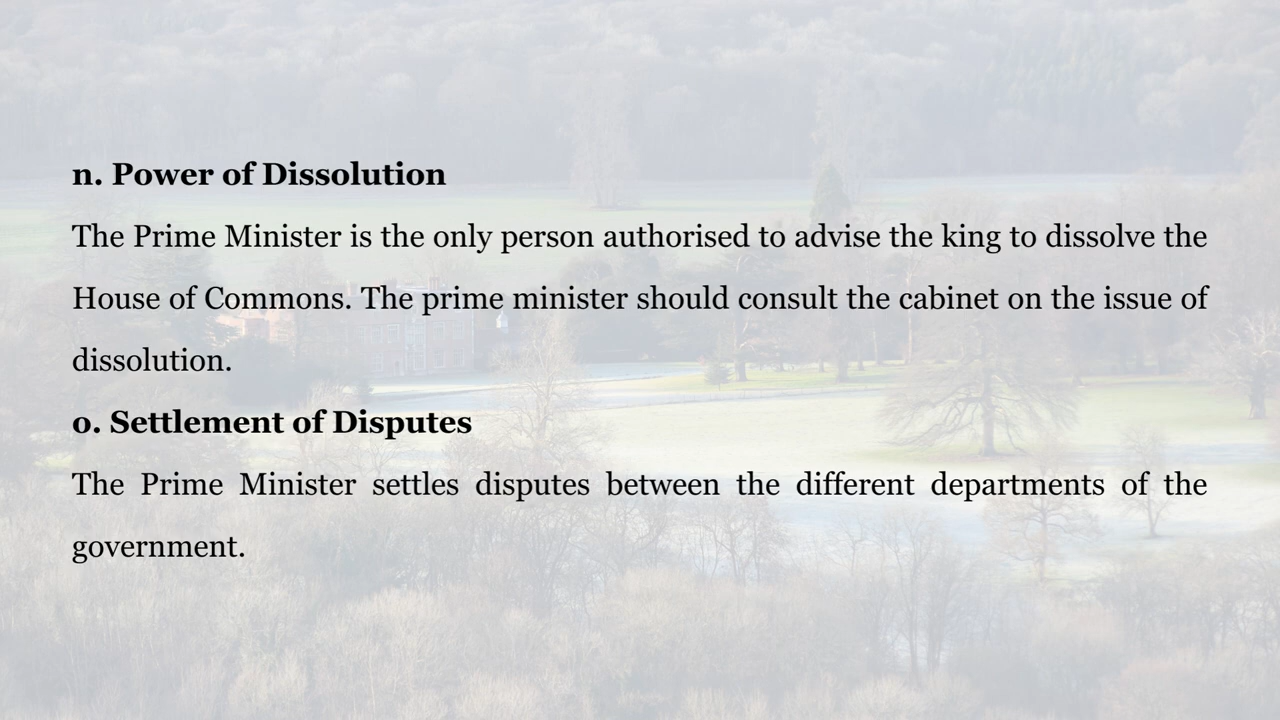 n. Power of Dissolution
The Prime Minister is the only person authorised to advise the king to dissolve the
House of Commons. The prime minister should consult the cabinet on the issue of
dissolution.
o. Settlement of Disputes
The Prime Minister settles disputes between the different departments of the
government.